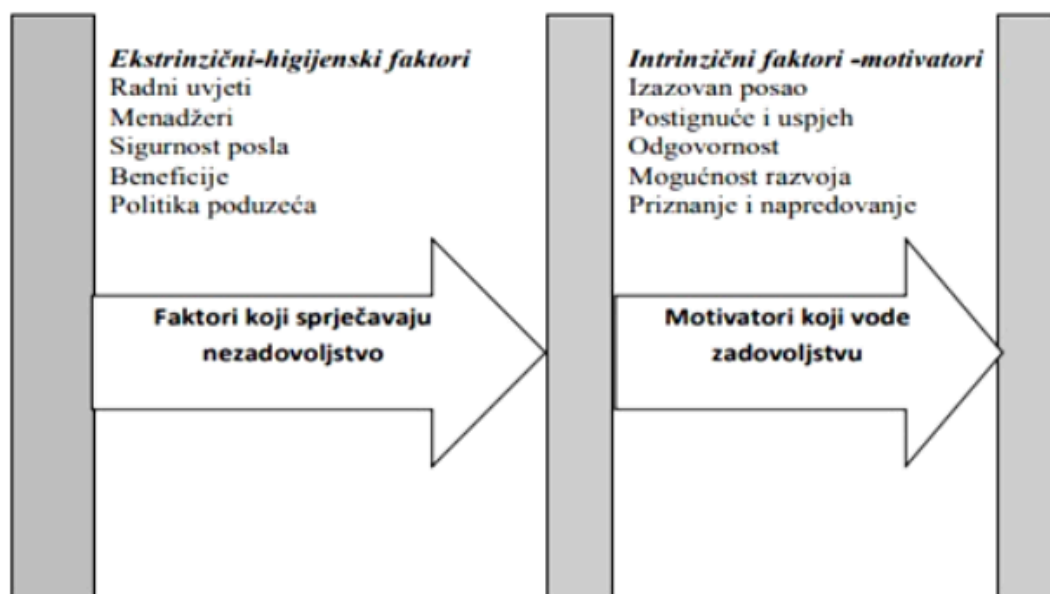 Ekstrinzični-higijenski faktori
Radni uvjeti
Menadžeri
Sigurnost posla
Beneficije
Politika poduzeća
Faktori koji sprječavaju
nezadovoljstvo
Intrinzični faktori -motivatori
Izazovan posao
Postignuće i uspjeh
Odgovornost
Mogućnost razvoja
Priznanje i napredovanje
Motivatori koji vode
zadovoljstvu